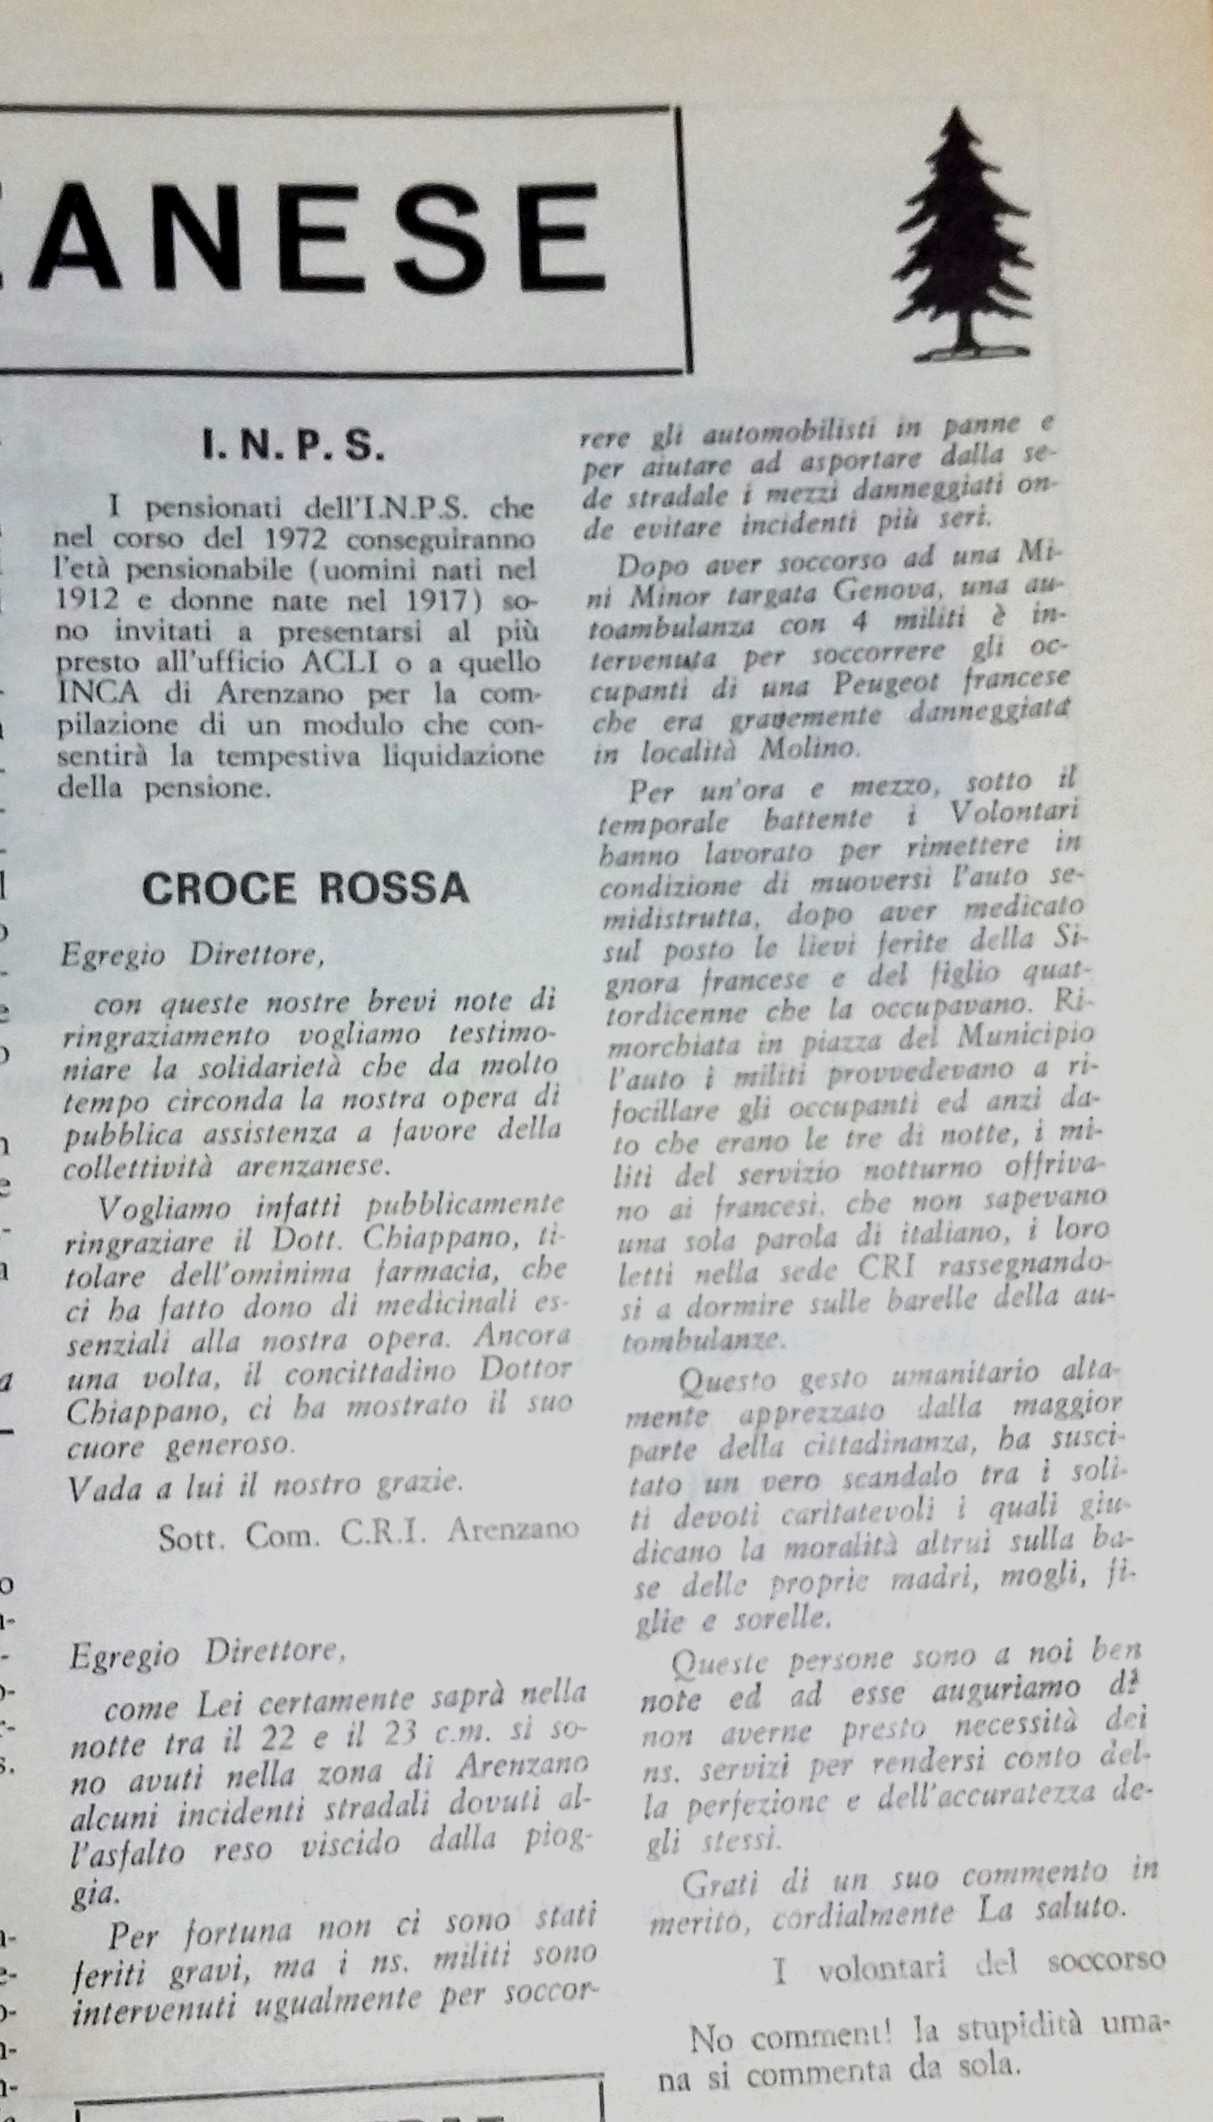 ANESE
I. N. P. S.
I pensionati dell'I.N.P.S. che
nel corso del 1972 conseguiranno
l'età pensionabile (uomini nati nel
1912 e donne nate nel 1917) so-
no invitati a presentarsi al più
presto all'ufficio ACLI o a quello
INCA di Arenzano per la com-
pilazione di un modulo che con-
sentirà la tempestiva liquidazione
della pensione.
CROCE ROSSA
Egregio Direttore,
con queste nostre brevi note di
ringraziamento vogliamo testimo-
niare la solidarietà che da molto
tempo circonda la nostra opera di
pubblica assistenza a favore della
collettività arenzanese.
Vogliamo infatti pubblicamente
ringraziare il Dott. Chiappano, ti-
tolare dell'ominima farmacia, che
ci ha fatto dono di medicinali es-
senziali alla nostra opera. Ancora
una volta, il concittadino Dottor
Chiappano, ci ha mostrato il suo
cuore generoso.
Vada a lui il nostro grazie.
Sott. Com. C.R.I. Arenzano
Egregio Direttore,
come Lei certamente saprà nella
notte tra il 22 e il 23 c.m. si so-
no avuti nella zona di Arenzano
alcuni incidenti stradali dovuti al-
l'asfalto reso viscido dalla piog-
gia.
Per fortuna non ci sono stati
feriti gravi, ma i ns. militi sono
intervenuti ugualmente per soccor-
rere gli automobilisti in panne e
per aiutare ad asportare dalla se-
de stradale i mezzi danneggiati on-
de evitare incidenti più seri.
Dopo aver soccorso ad una Mi-
ni Minor targata Genova, una au-
toambulanza con 4 militi è in-
tervenuta per soccorrere gli oc-
cupanti di una Peugeot francese
che era gravemente danneggiata
in località Molino.
Per un'ora e mezzo, sotto il
temporale battente i Volontari
hanno lavorato per rimettere in
condizione di muoversi l'auto se-
midistrutta, dopo aver medicato
sul posto le lievi ferite della Si-
gnora francese e del figlio quat-
tordicenne che la occupavano. Ri-
morchiata in piazza del Municipio
l'auto i militi provvedevano a ri-
focillare gli occupanti ed anzi da-
to che erano le tre di notte, i mi-
liti del servizio notturno offriva-
no ai francesi, che non sapevano
una sola parola di italiano, i loro
letti nella sede CRI rassegnando-
si a dormire sulle barelle della au-
tombulanze.
Questo gesto umanitario alta-
mente apprezzato dalla maggior
parte della cittadinanza, ha susci-
tato un vero scandalo tra i soli-
ti devoti caritatevoli i quali giu-
dicano la moralità altrui sulla ba-
se delle proprie madri, mogli, fi-
glie e sorelle.
Queste persone sono a noi ben
note ed ad esse auguriamo di
non averne presto necessità dei
ns. servizi per rendersi conto del-
la perfezione e dell'accuratezza de-
gli stessi.
Grati di un suo commento in
merito, cordialmente La saluto.
I volontari del soccorso
No comment! la stupidità uma-
na si commenta da sola.